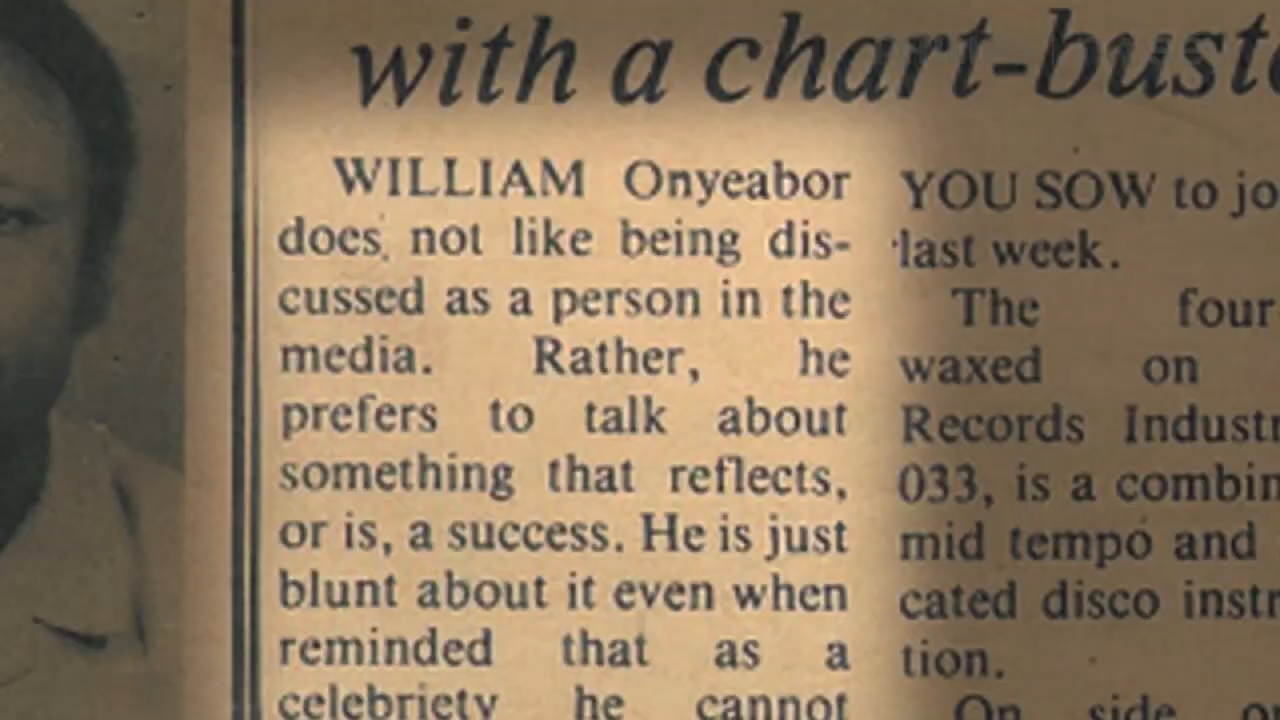 with a chart-buste
WILLIAM Onyeabor
does not like being dis-
cussed as a person in the
media. Rather, he
prefers to talk about
something that reflects,
or is, a success. He is just
blunt about it even when
reminded that as a
celebriety he cannot
YOU SOW to jo
last week.
The four
waxed on
Records Industr
033, is a combin
mid tempo and
cated disco instr
tion.
On side